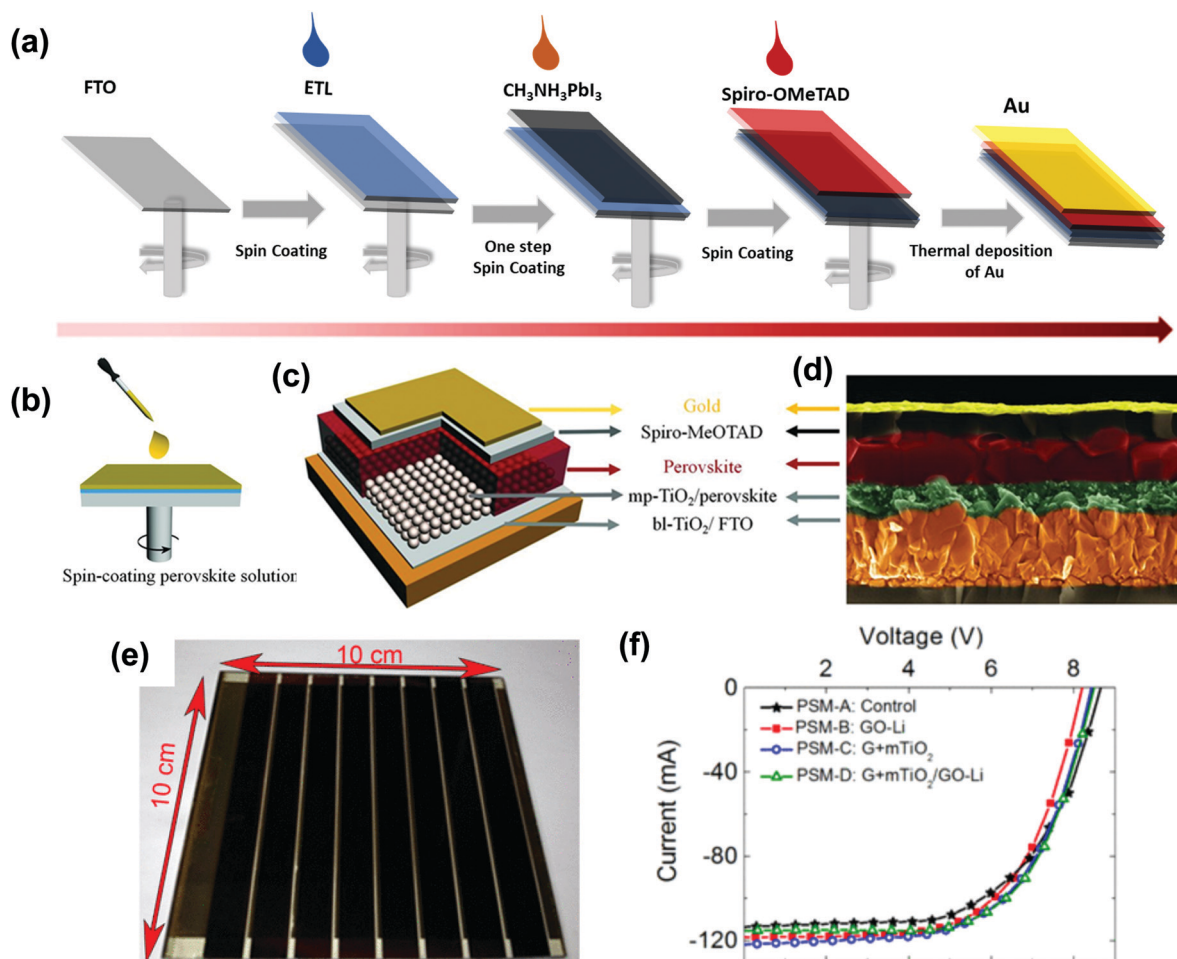 (a)
FTO
ETL
CH₃NH₃PbI₃
Spiro-OMeTAD
Au
Spin Coating
One step
Spin Coating
Spin Coating
Thermal deposition
of Au
(b)
Spin-coating perovskite solution
(c)
Gold
Spiro-MeOTAD
Perovskite
mp-TiO₂/perovskite
bl-TiO₂/ FTO
(d)
(e)
10 cm
10 cm
(f)
Voltage (V)
2 4 6 8
0
-40
-80
-120
Current (mA)
PSM-A: Control
PSM-B: GO-Li
PSM-C: G+mTiO₂
PSM-D: G+mTiO₂/GO-Li